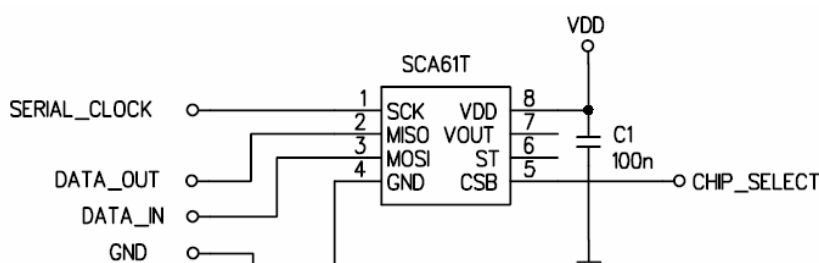 VDD
SCA61T
SERIAL_CLOCK 1 SCK VDD 8
2 MISO VOUT 7 C1
3 MOSI ST 6 100n
DATA_OUT 4 GND CSB 5 CHIP_SELECT
DATA_IN
GND